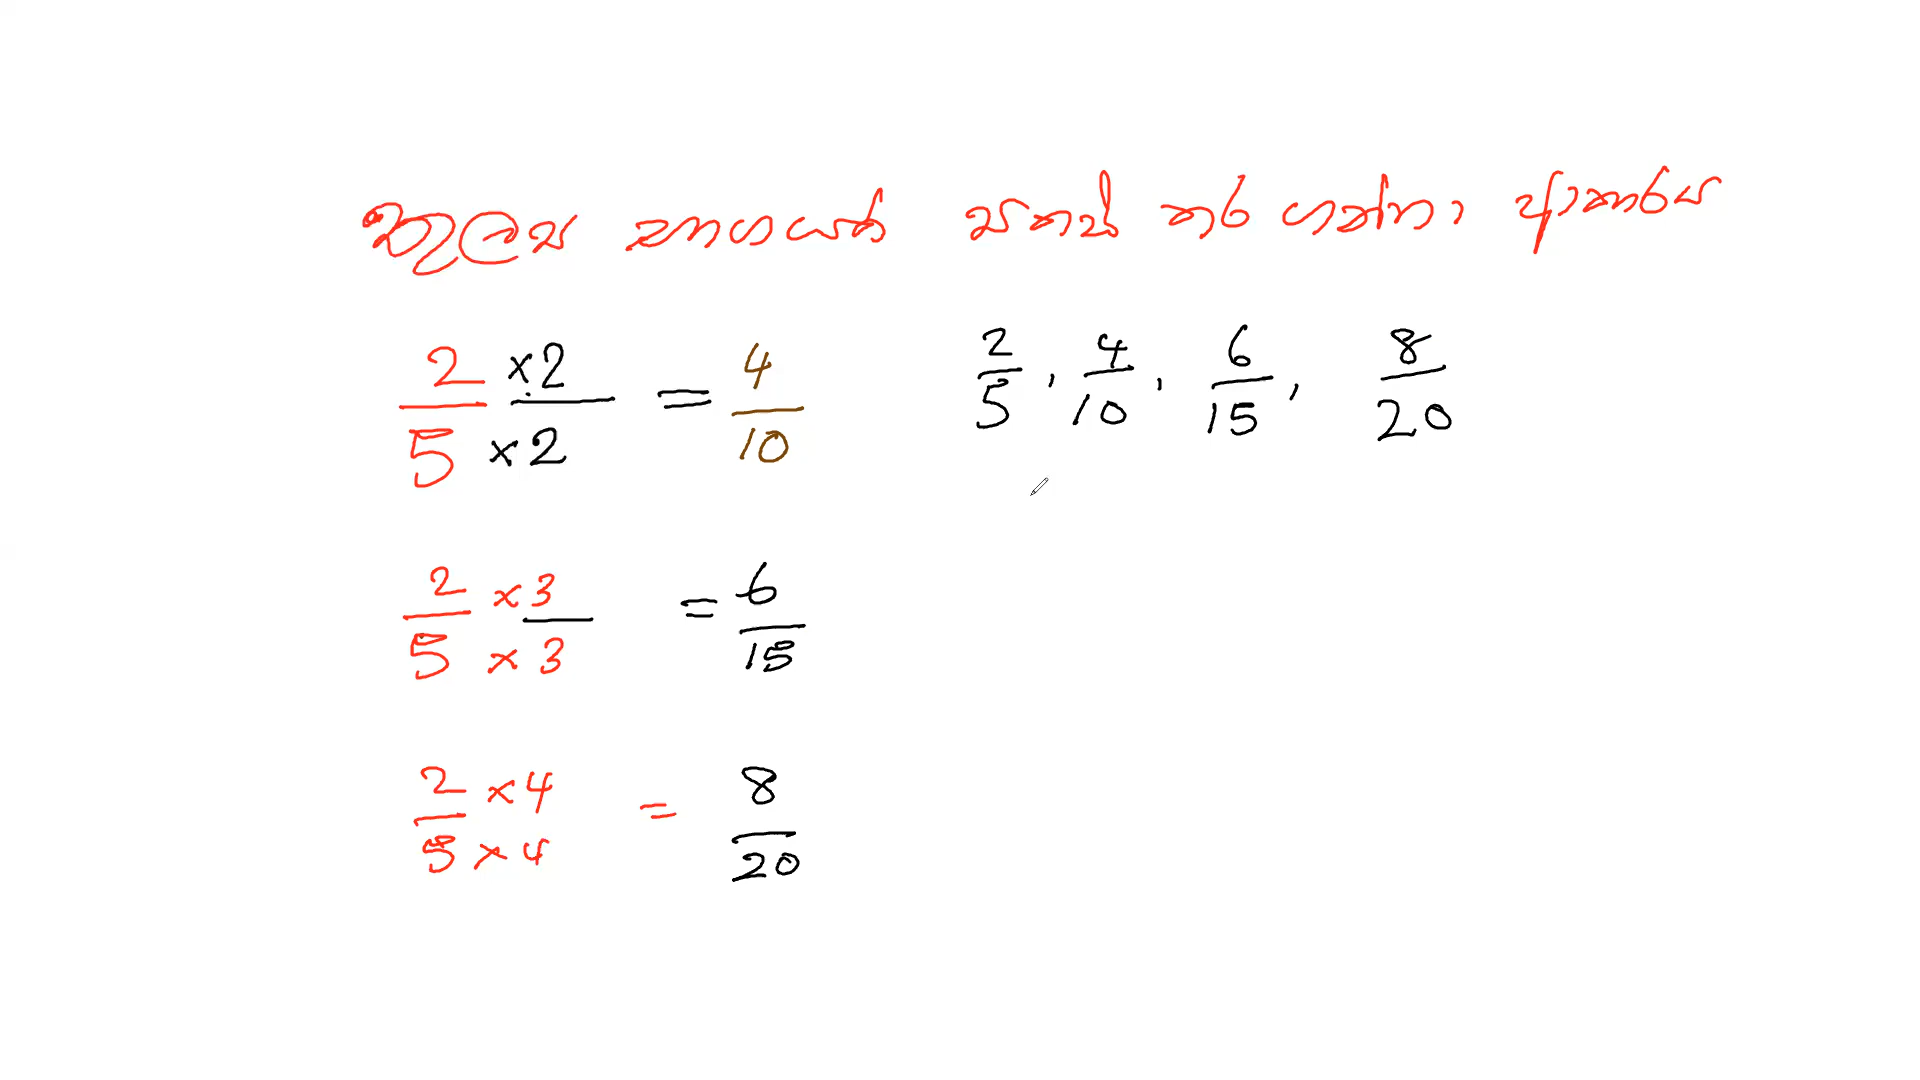 තුල්‍ය භාගයක් සකස් කර ගන්නා ආකාරය
2/5 ×2/×2 = 4/10
2/5 , 4/10 , 6/15 , 8/20
2/5 ×3/×3 = 6/15
2/5 ×4/×4 = 8/20